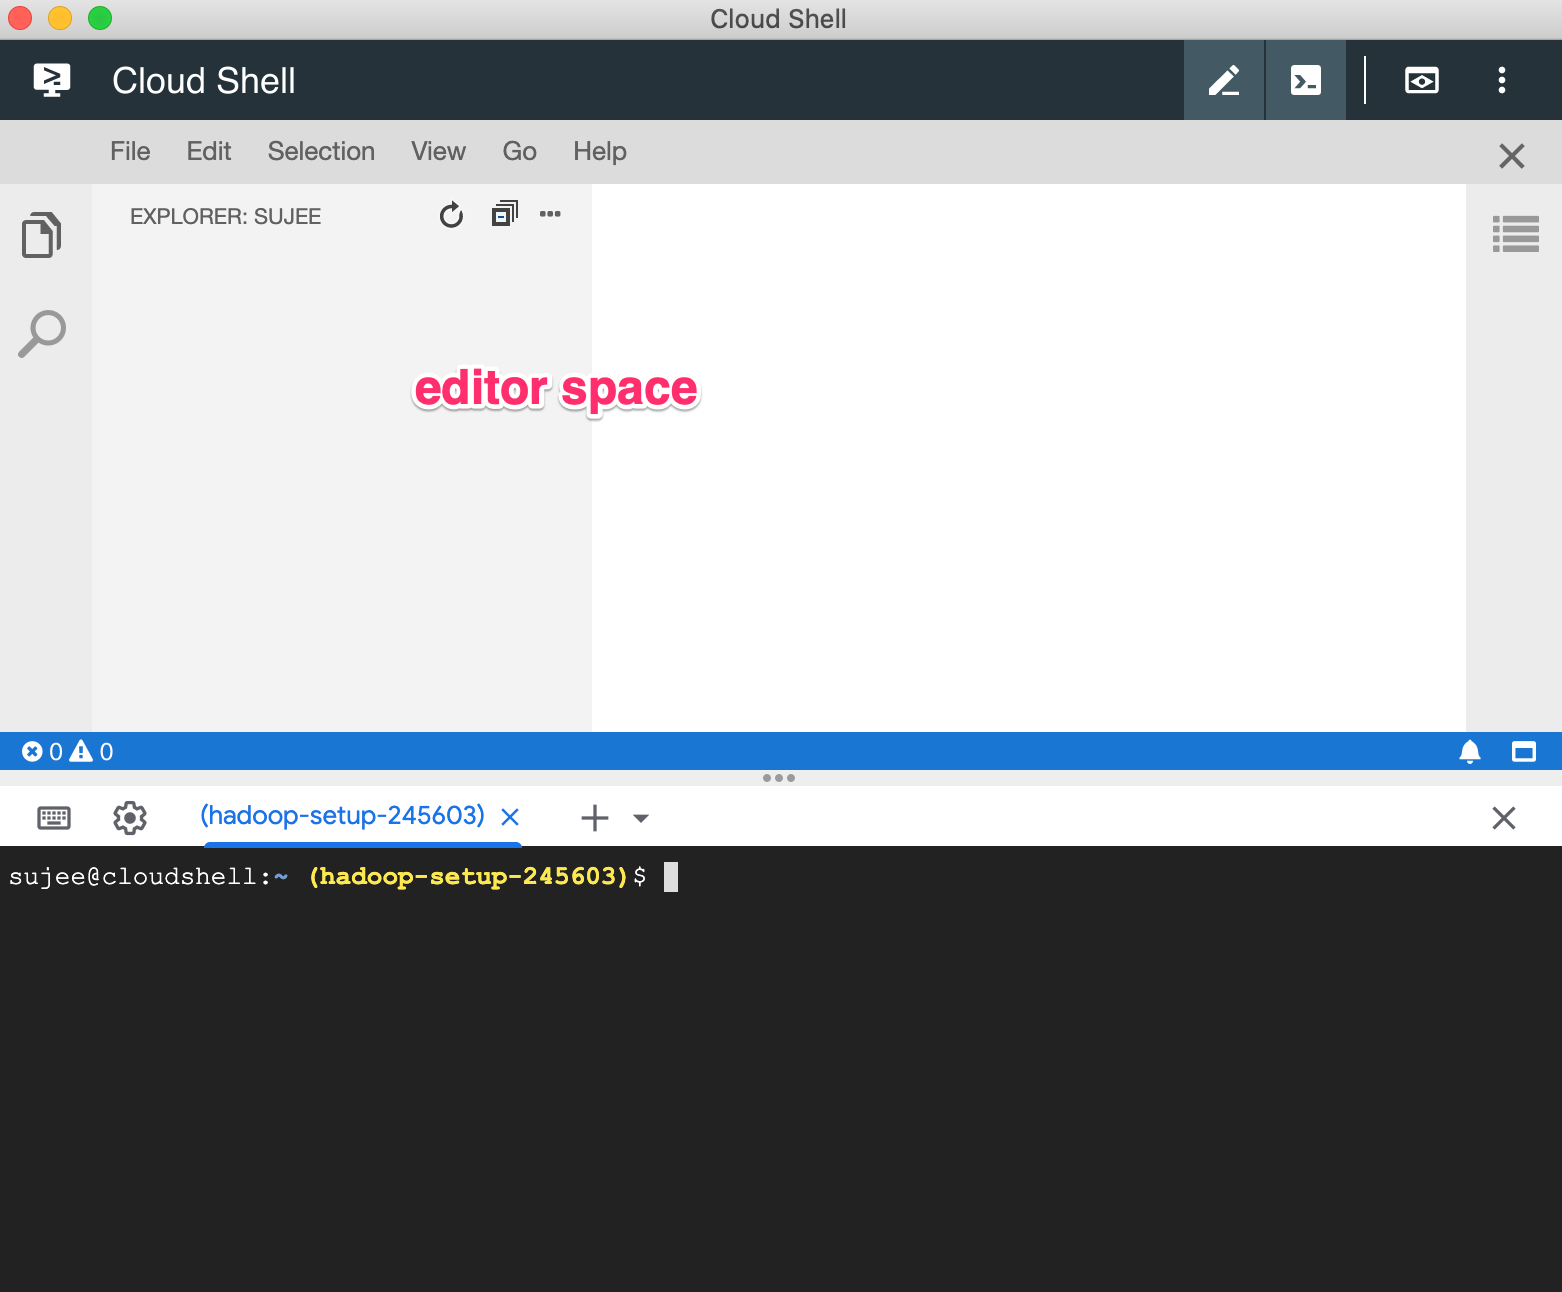 Cloud Shell
Cloud Shell
File Edit Selection View Go Help
EXPLORER: SUJEE
editor space
0 0
(hadoop-setup-245603)
sujee@cloudshell:~ (hadoop-setup-245603)$